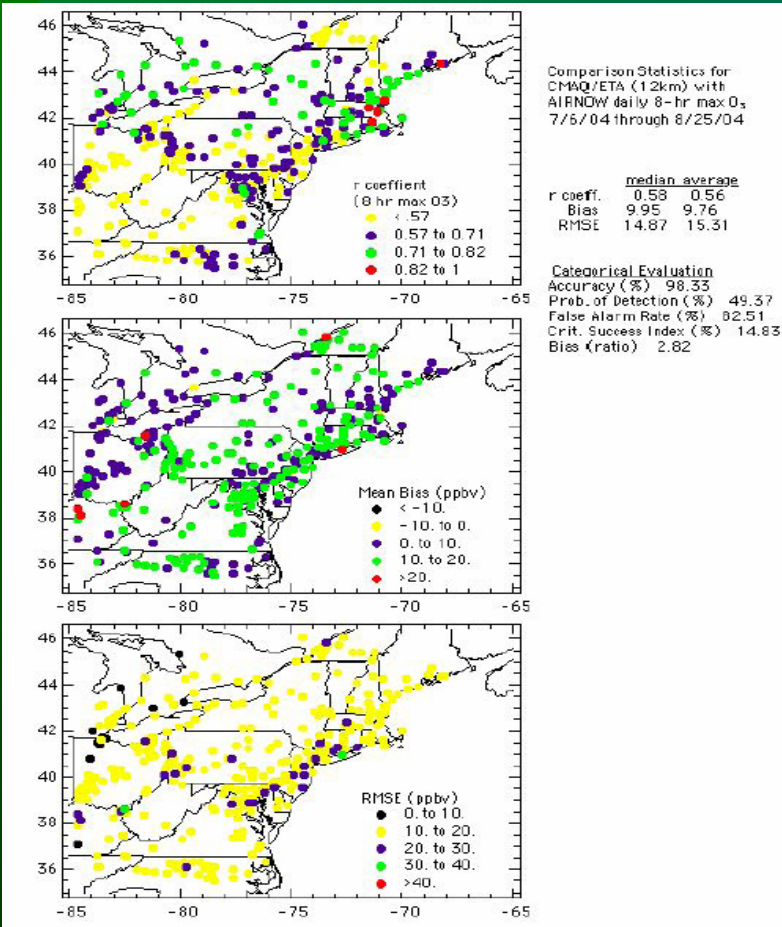 Comparison Statistics for
CMAQ/ETA (12km) with
AIRNOW daily 8-hr max O₃
7/6/04 through 8/25/04
median average
r coeff. 0.58 0.56
Bias 9.95 9.76
RMSE 14.87 15.31
Categorical Evaluation
Accuracy (%) 98.33
Prob. of Detection (%) 49.37
False Alarm Rate (%) 82.51
Crit. Success Index (%) 14.83
Bias (ratio) 2.82
46
44
42
40
38
36
r coeffient
(8 hr max O3)
<.57
0.57 to 0.71
0.71 to 0.82
0.82 to 1
-85 -80 -75 -70 -65
46
44
42
40
38
36
Mean Bias (ppbv)
< -10.
-10. to 0.
0. to 10.
10. to 20.
>20.
-85 -80 -75 -70 -65
46
44
42
40
38
36
RMSE (ppbv)
0. to 10.
10. to 20.
20. to 30.
30. to 40.
>40.
-85 -80 -75 -70 -65